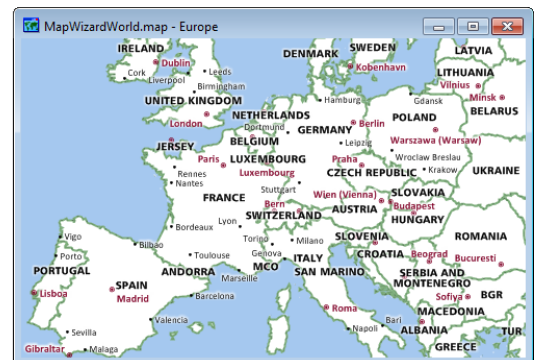 MapWizardWorld.map - Europe
IRELAND
Dublin
Cork
Liverpool
Leeds
Birmingham
UNITED KINGDOM
London
DENMARK
SWEDEN
Kobenhavn
LATVIA
LITHUANIA
Vilnius
Minsk
BELARUS
Hamburg
Gdansk
NETHERLANDS
Dortmund
GERMANY
Berlin
POLAND
Warszawa (Warsaw)
JERSEY
BELGIUM
Leipzig
Paris
LUXEMBOURG
Luxembourg
Praha
Wroclaw Breslau
CZECH REPUBLIC
Krakow
UKRAINE
Rennes
Nantes
Stuttgart
FRANCE
Bern
Wien (Vienna)
SLOVAKIA
AUSTRIA
Budapest
SWITZERLAND
HUNGARY
Bordeaux
Lyon
Vigo
Bilbao
Torino
Milano
SLOVENIA
ROMANIA
Porto
Toulouse
Genova
ITALY
CROATIA
Beograd
Bucuresti
PORTUGAL
ANDORRA
Marseille
MCO
SAN MARINO
SERBIA AND
MONTENEGRO
SPAIN
Lisboa
Madrid
Barcelona
Sofiya
BGR
Roma
MACEDONIA
Sevilla
Valencia
Napoli
Bari
ALBANIA
TUR
Gibraltar
Malaga
GREECE